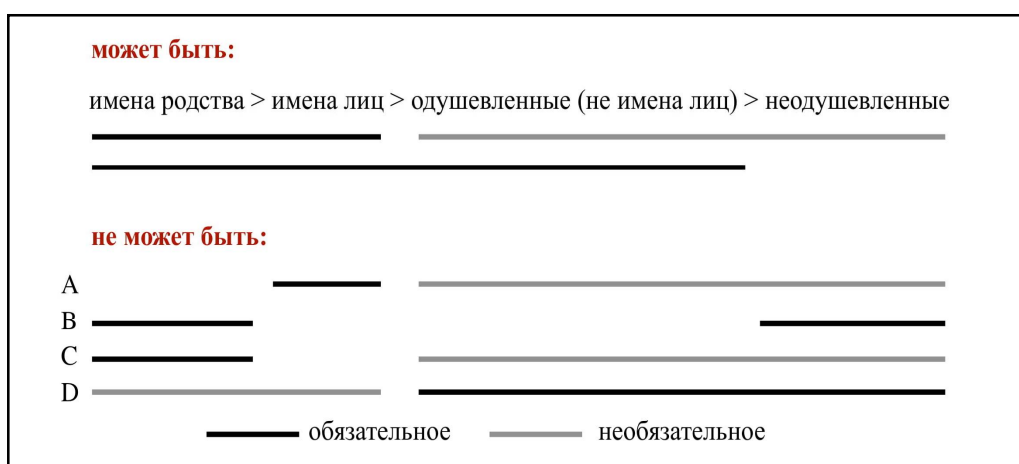 может быть:
имена родства > имена лиц > одушевленные (не имена лиц) > неодушевленные
не может быть:
A
B
C
D
обязательное необязательное